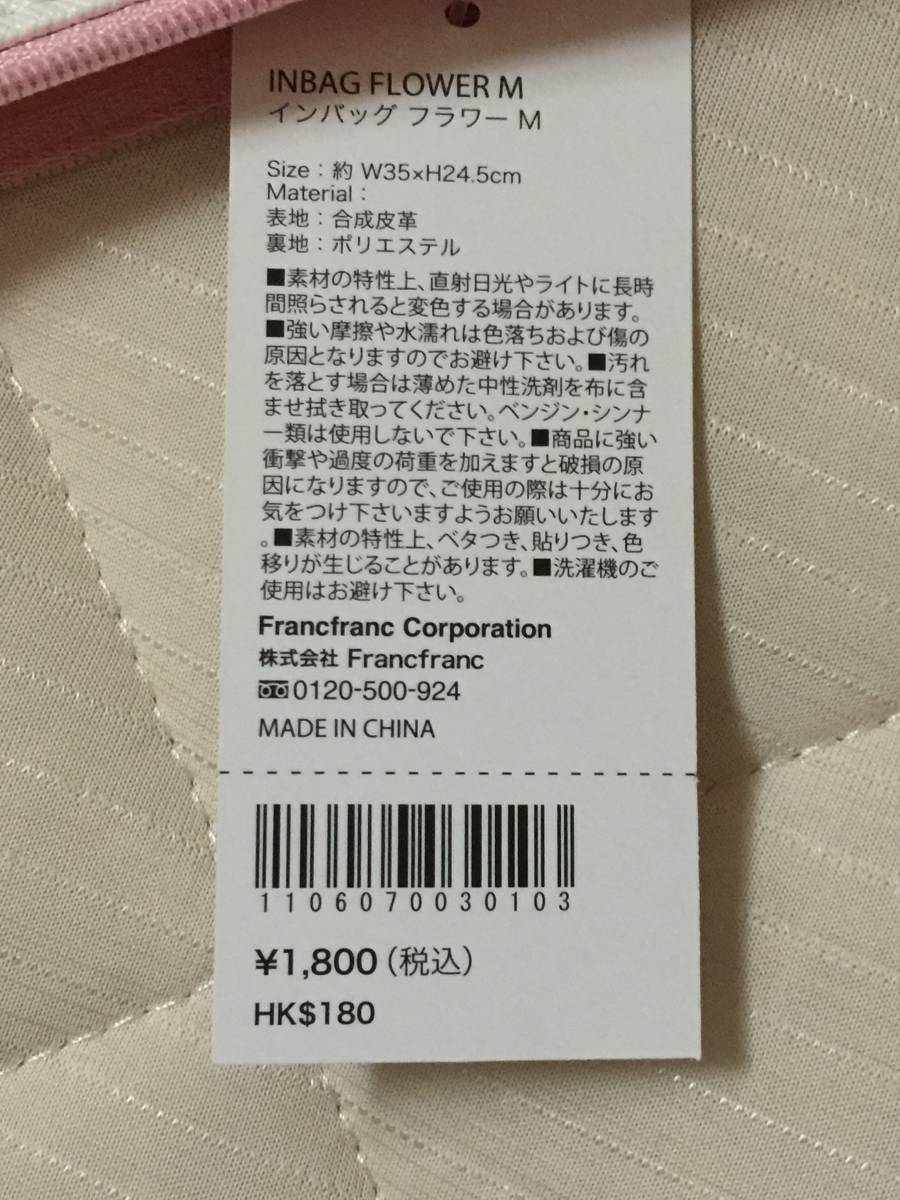 INBAG FLOWER M
インバッグ フラワー M
Size：約 W35×H24.5cm
Material：
表地：合成皮革
裏地：ポリエステル
■素材の特性上、直射日光やライトに長時
間照らされると変色する場合があります。
■強い摩擦や水濡れは色落ちおよび傷の
原因となりますのでお避け下さい。■汚れ
を落とす場合は薄めた中性洗剤を布に含
ませ拭き取ってください。ベンジン・シンナ
ー類は使用しないで下さい。■商品に強い
衝撃や過度の荷重を加えますと破損の原
因になりますので、ご使用の際は十分にお
気をつけ下さいますようお願いいたします
。■素材の特性上、ベタつき、貼りつき、色
移りが生じることがあります。■洗濯機のご
使用はお避け下さい。
Francfranc Corporation
株式会社 Francfranc
0120-500-924
MADE IN CHINA
1106070030103
¥1,800（税込）
HK$180